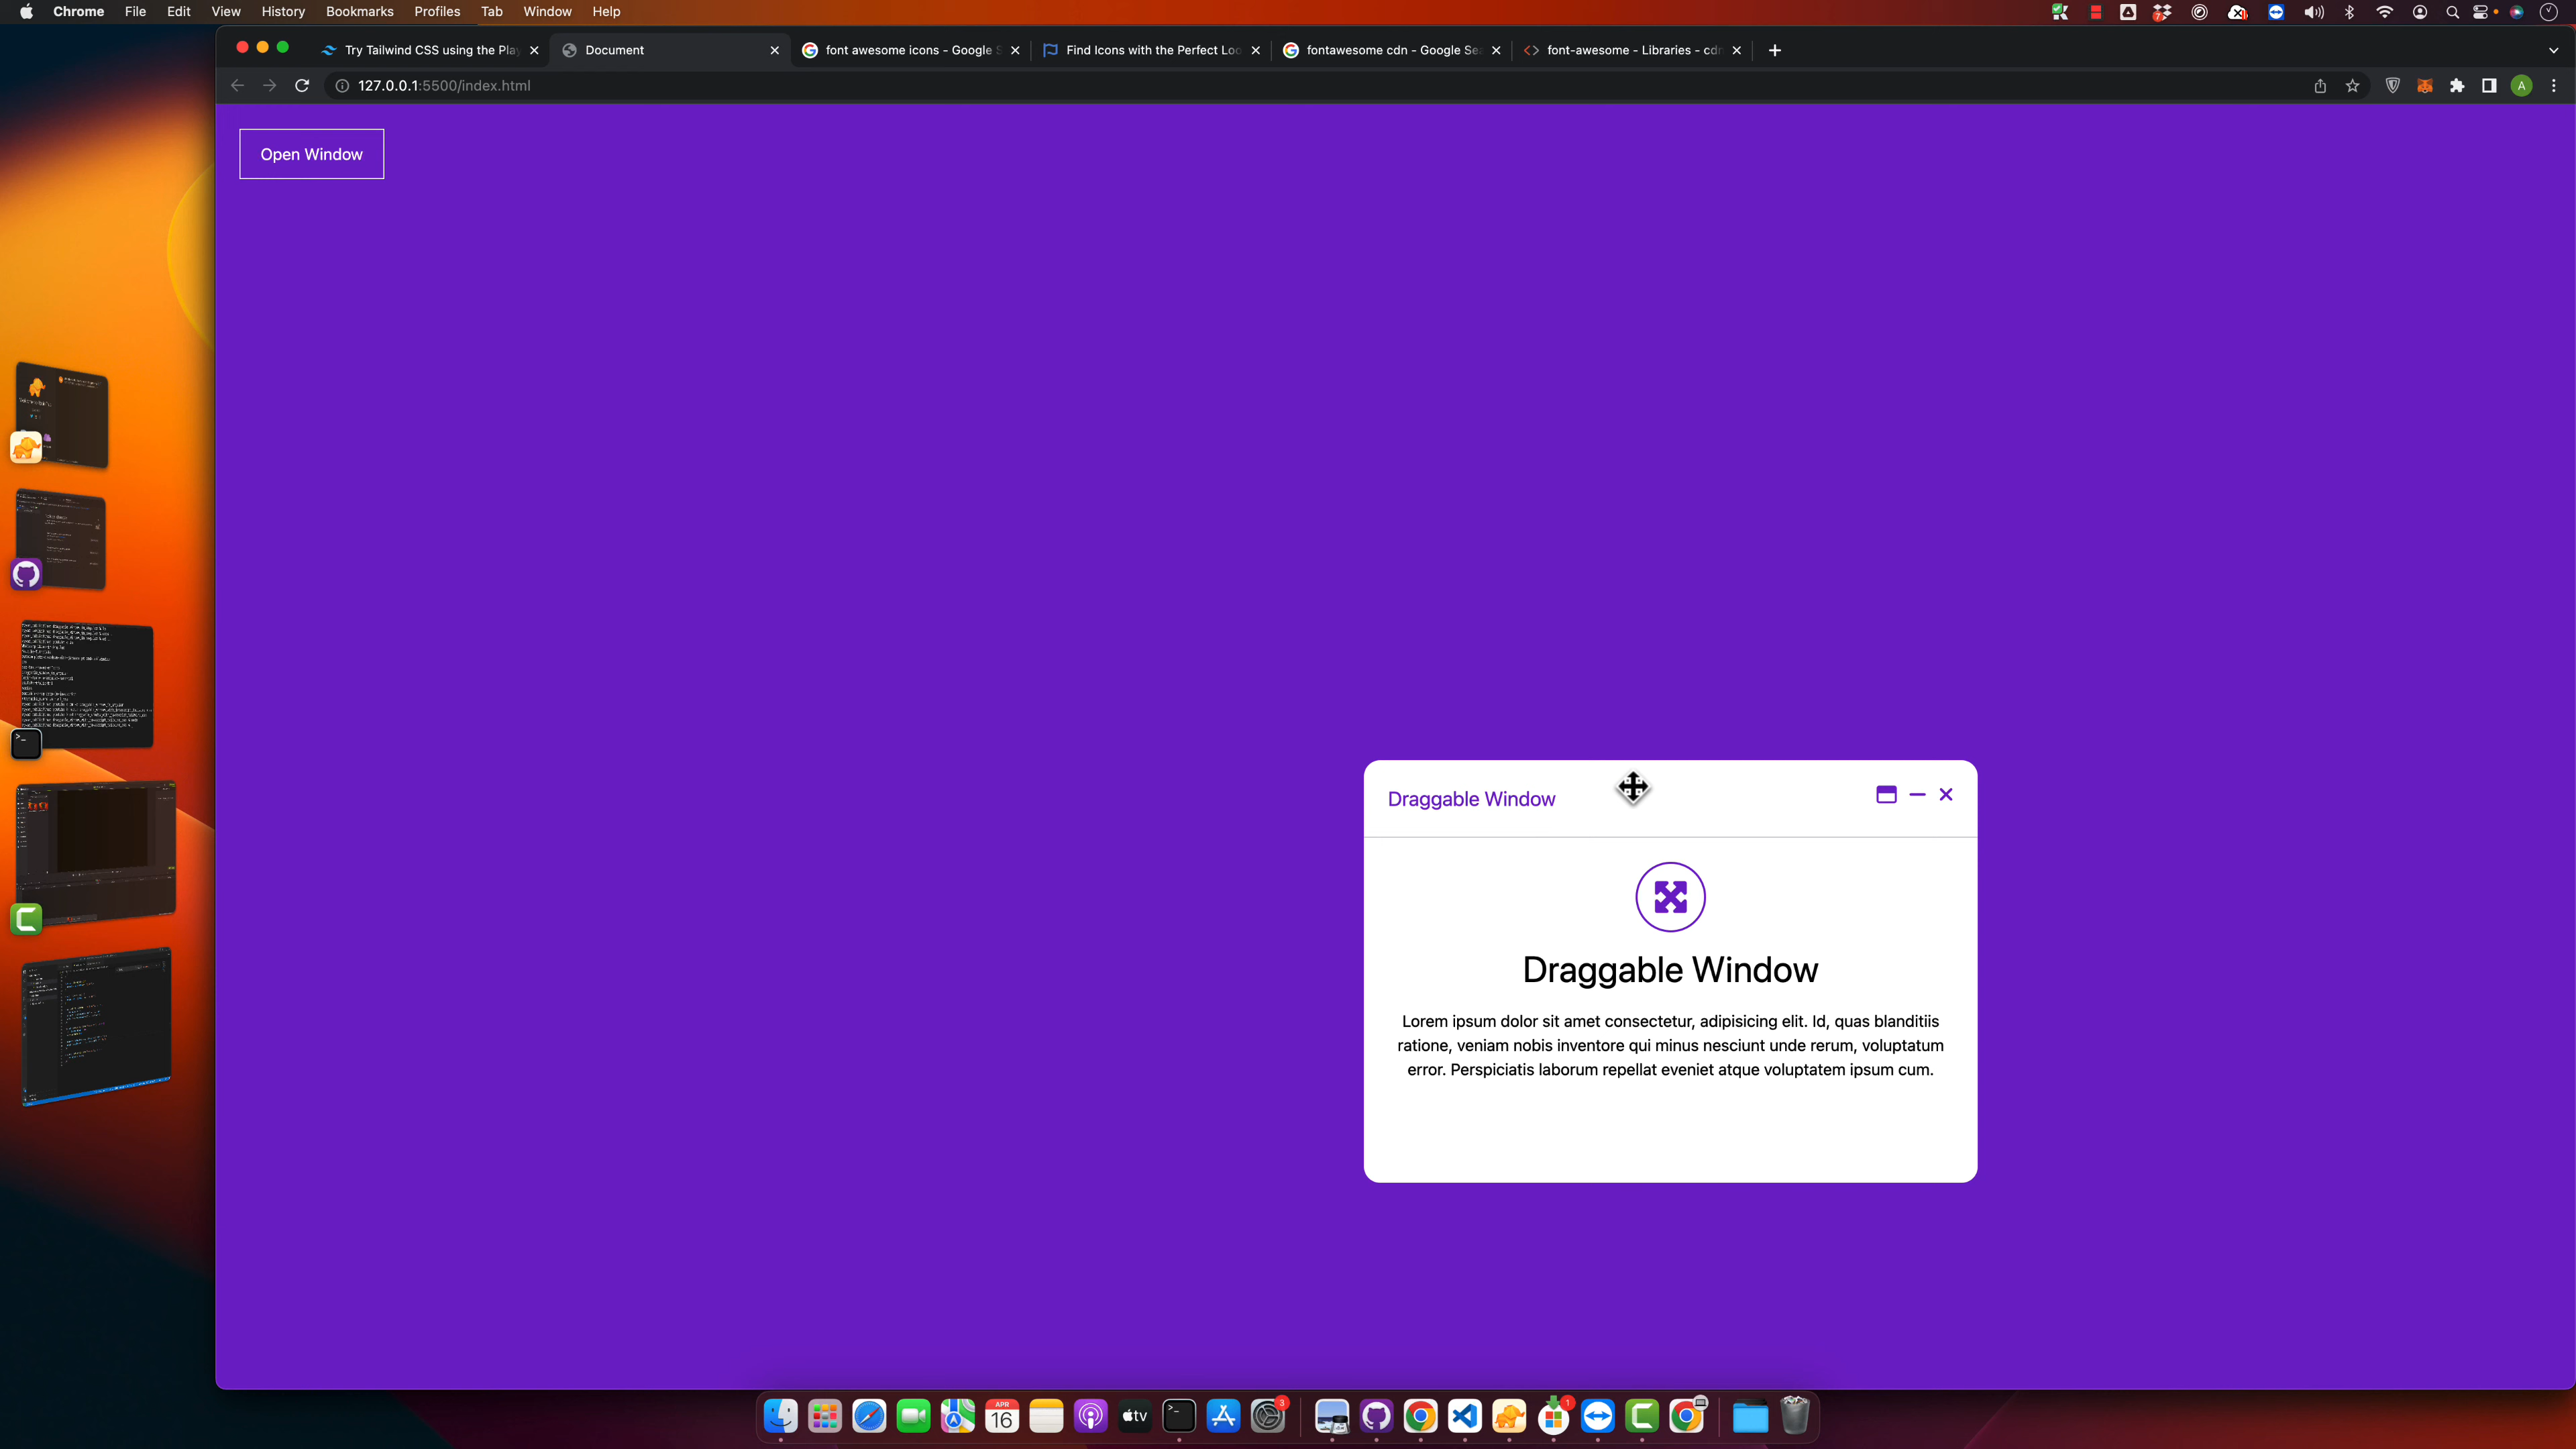 Chrome File Edit View History Bookmarks Profiles Tab Window Help
Try Tailwind CSS using the Pla
Document
font awesome icons - Google S
Find Icons with the Perfect Loo
fontawesome cdn - Google Se
font-awesome - Libraries - cdn
127.0.0.1:5500/index.html
A
Open Window
Draggable Window
Draggable Window
Lorem ipsum dolor sit amet consectetur, adipisicing elit. Id, quas blanditiis
ratione, veniam nobis inventore qui minus nesciunt unde rerum, voluptatum
error. Perspiciatis laborum repellat eveniet atque voluptatem ipsum cum.
APR
16
tv
3
1